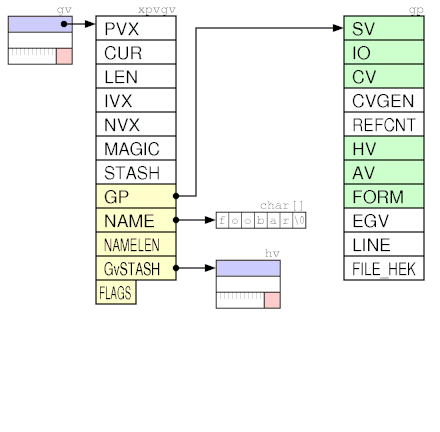 gv
xpvgv
gp
PVX
CUR
LEN
IVX
NVX
MAGIC
STASH
GP
NAME
NAMELEN
GvSTASH
FLAGS
char[]
f o o b a r \0
hv
SV
IO
CV
CVGEN
REFCNT
HV
AV
FORM
EGV
LINE
FILE_HEK